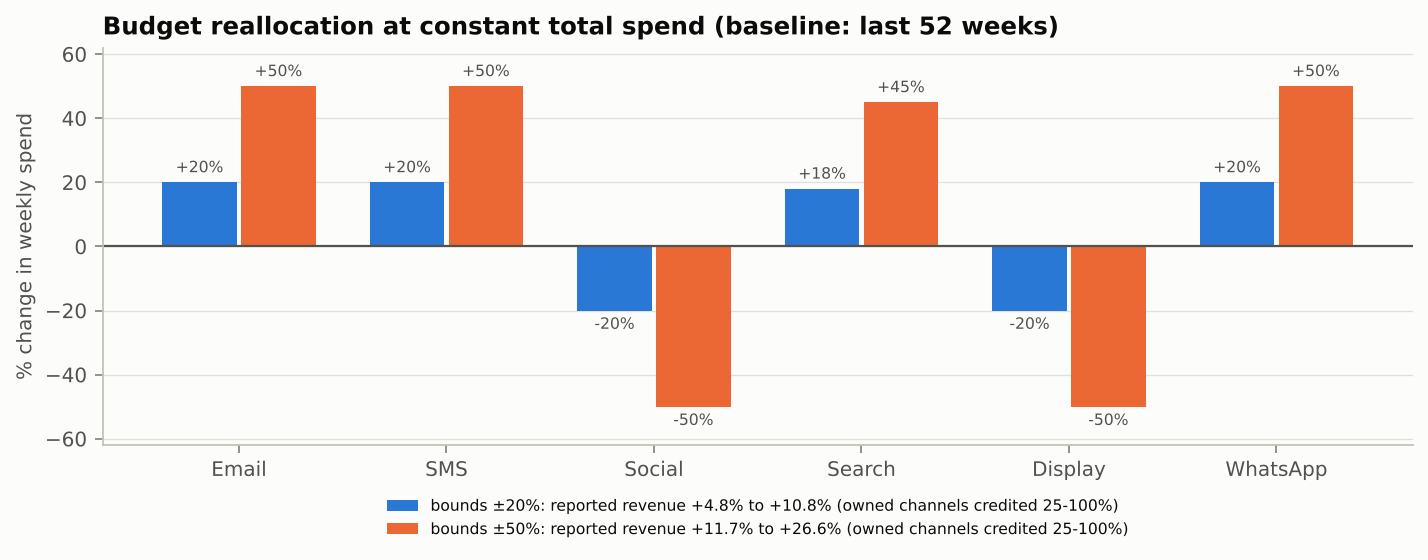 Budget reallocation at constant total spend (baseline: last 52 weeks)
% change in weekly spend
60
40
20
0
−20
−40
−60
+20%
+50%
+20%
+50%
-20%
-50%
+18%
+45%
-20%
-50%
+20%
+50%
Email
SMS
Social
Search
Display
WhatsApp
bounds ±20%: reported revenue +4.8% to +10.8% (owned channels credited 25-100%)
bounds ±50%: reported revenue +11.7% to +26.6% (owned channels credited 25-100%)